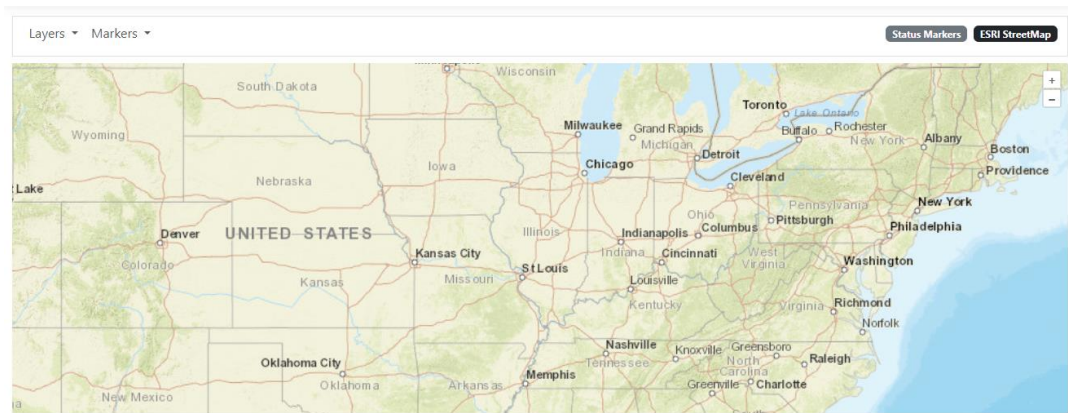 Layers Markers Status Markers ESRI StreetMap
Wisconsin
South Dakota
Toronto
Lake Ontario
Milwaukee Grand Rapids Buffalo Rochester
Wyoming Michigan New York Albany
Boston
Detroit
Chicago
Iowa Providence
Cleveland
Nebraska
Lake
Pennsylvania New York
Ohio
Pittsburgh
Denver UNITED STATES Illinois Indianapolis Columbus Philadelphia
Kansas City Indiana Cincinnati West
Virginia Washington
Colorado St Louis
Kansas Missouri Louisville
Kentucky Virginia Richmond
Norfolk
Nashville Knoxville Greensboro
Oklahoma City Tennessee North
Carolina Raleigh
Memphis
Oklahoma Arkansas Greenville Charlotte
New Mexico